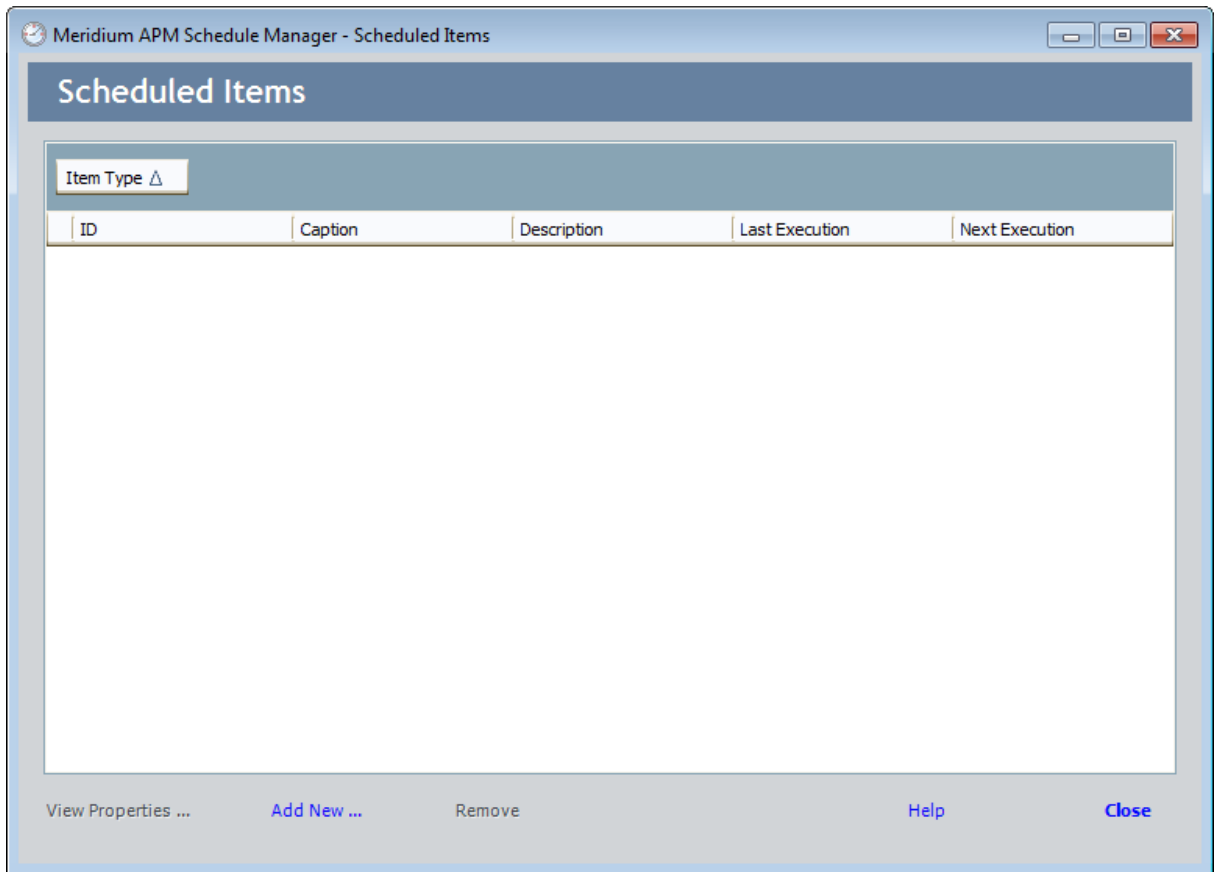 Meridium APM Schedule Manager - Scheduled Items
Scheduled Items
Item Type
ID Caption Description Last Execution Next Execution
View Properties ... Add New ... Remove Help Close